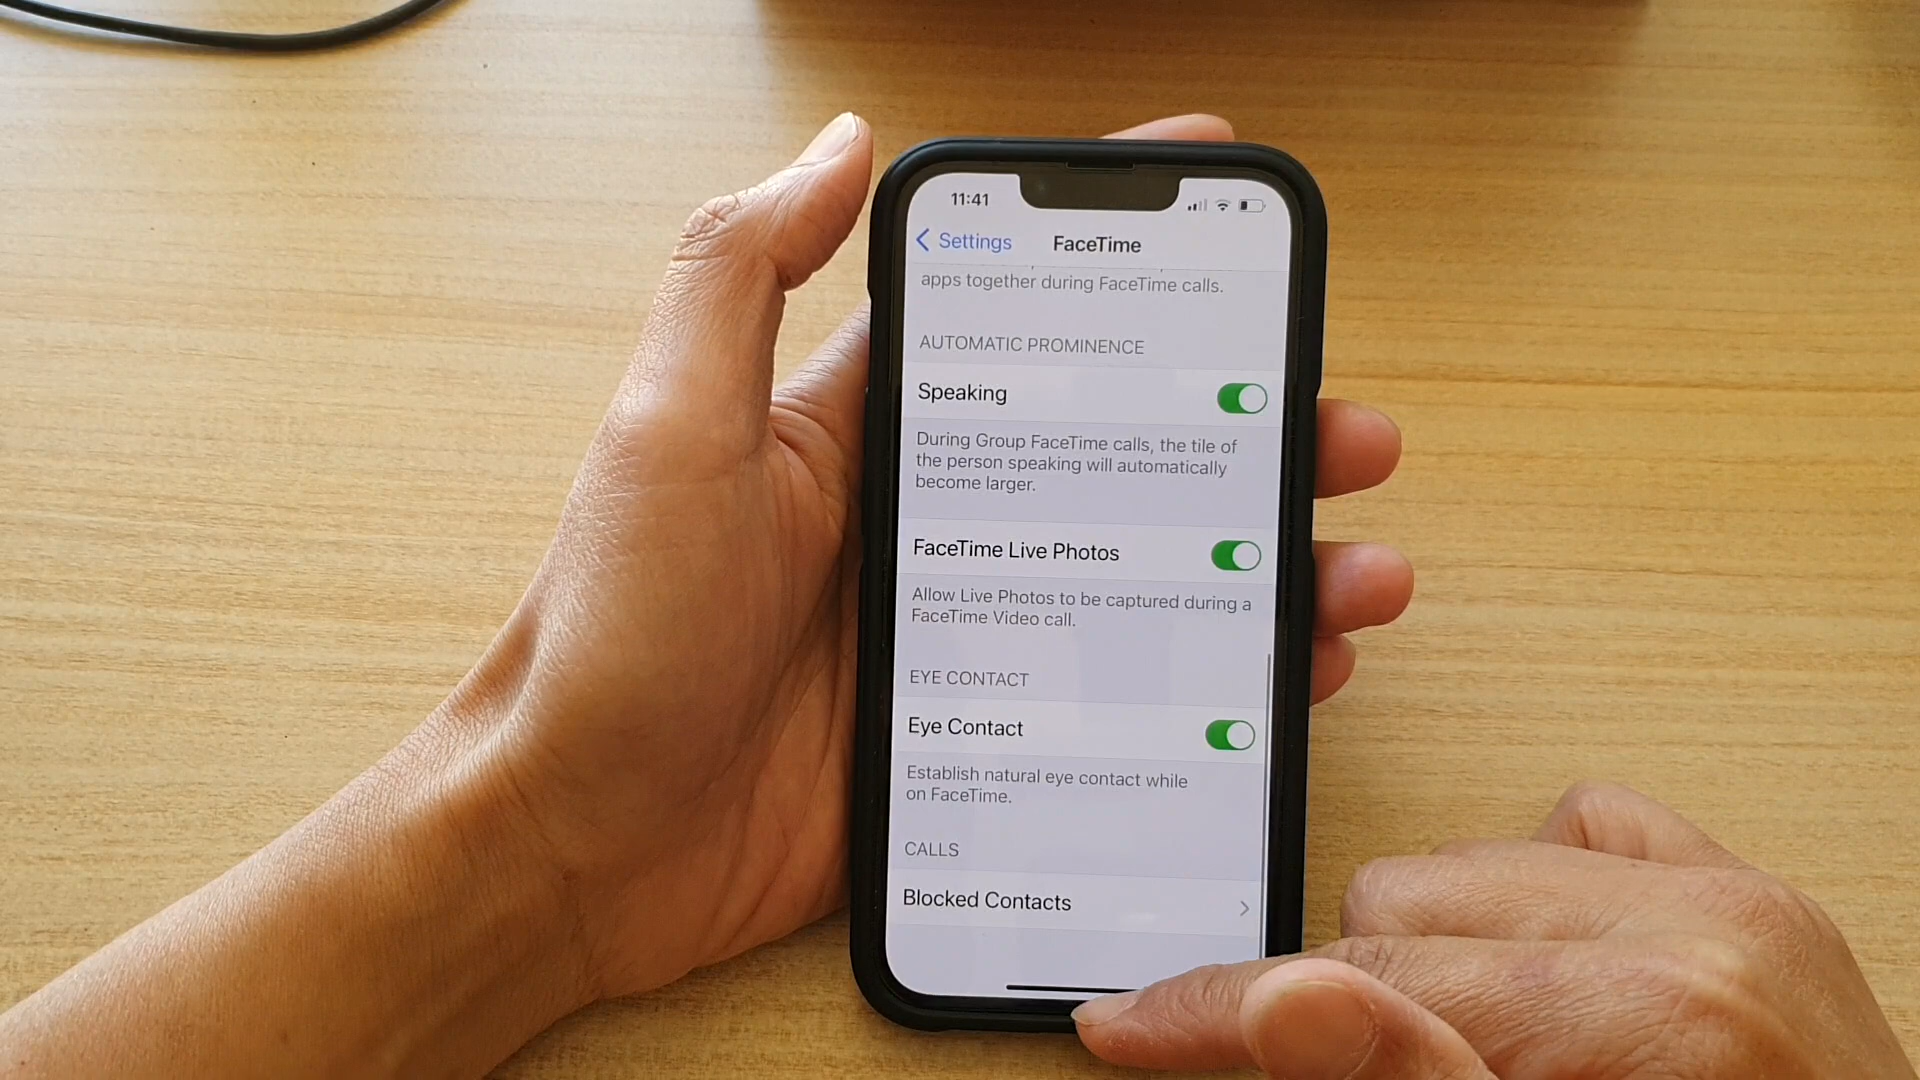 11:41
Settings
FaceTime
apps together during FaceTime calls.
AUTOMATIC PROMINENCE
Speaking
During Group FaceTime calls, the tile of
the person speaking will automatically
become larger.
FaceTime Live Photos
Allow Live Photos to be captured during a
FaceTime Video call.
EYE CONTACT
Eye Contact
Establish natural eye contact while
on FaceTime.
CALLS
Blocked Contacts